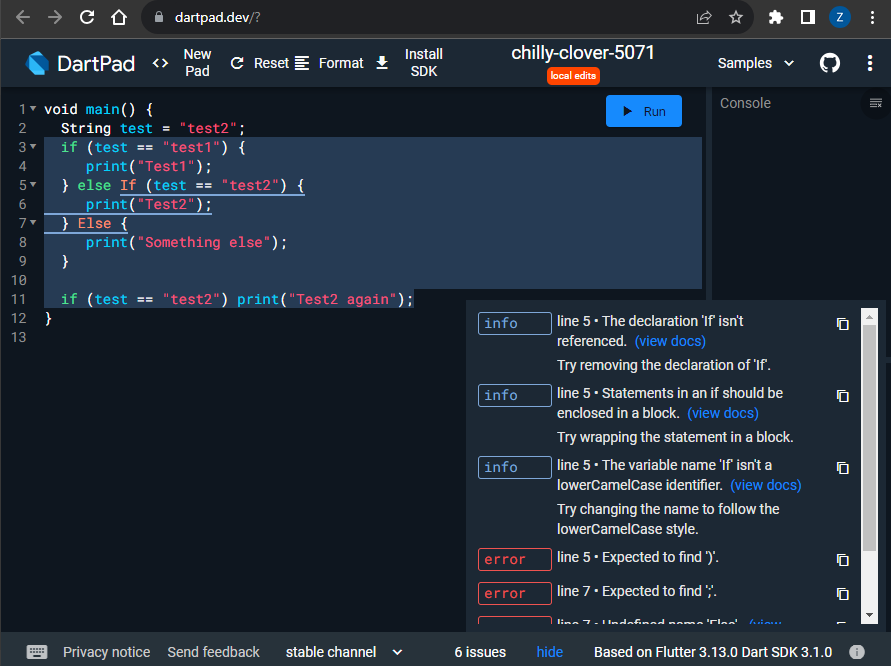 dartpad.dev/?
Z
DartPad
<> New Pad
Reset
Format
Install SDK
chilly-clover-5071
local edits
Samples
1 void main() {
2   String test = "test2";
3   if (test == "test1") {
4      print("Test1");
5   } else If (test == "test2") {
6      print("Test2");
7   } Else {
8      print("Something else");
9   }
10
11  if (test == "test2") print("Test2 again");
12 }
13
Run
Console
info line 5 • The declaration 'If' isn't
referenced. (view docs)
Try removing the declaration of 'If'.
info line 5 • Statements in an if should be
enclosed in a block. (view docs)
Try wrapping the statement in a block.
info line 5 • The variable name 'If' isn't a
lowerCamelCase identifier. (view docs)
Try changing the name to follow the
lowerCamelCase style.
error line 5 • Expected to find ')'.
error line 7 • Expected to find ';'.
line 7 • Undefined name 'Else'. (view
Privacy notice Send feedback stable channel 6 issues hide Based on Flutter 3.13.0 Dart SDK 3.1.0